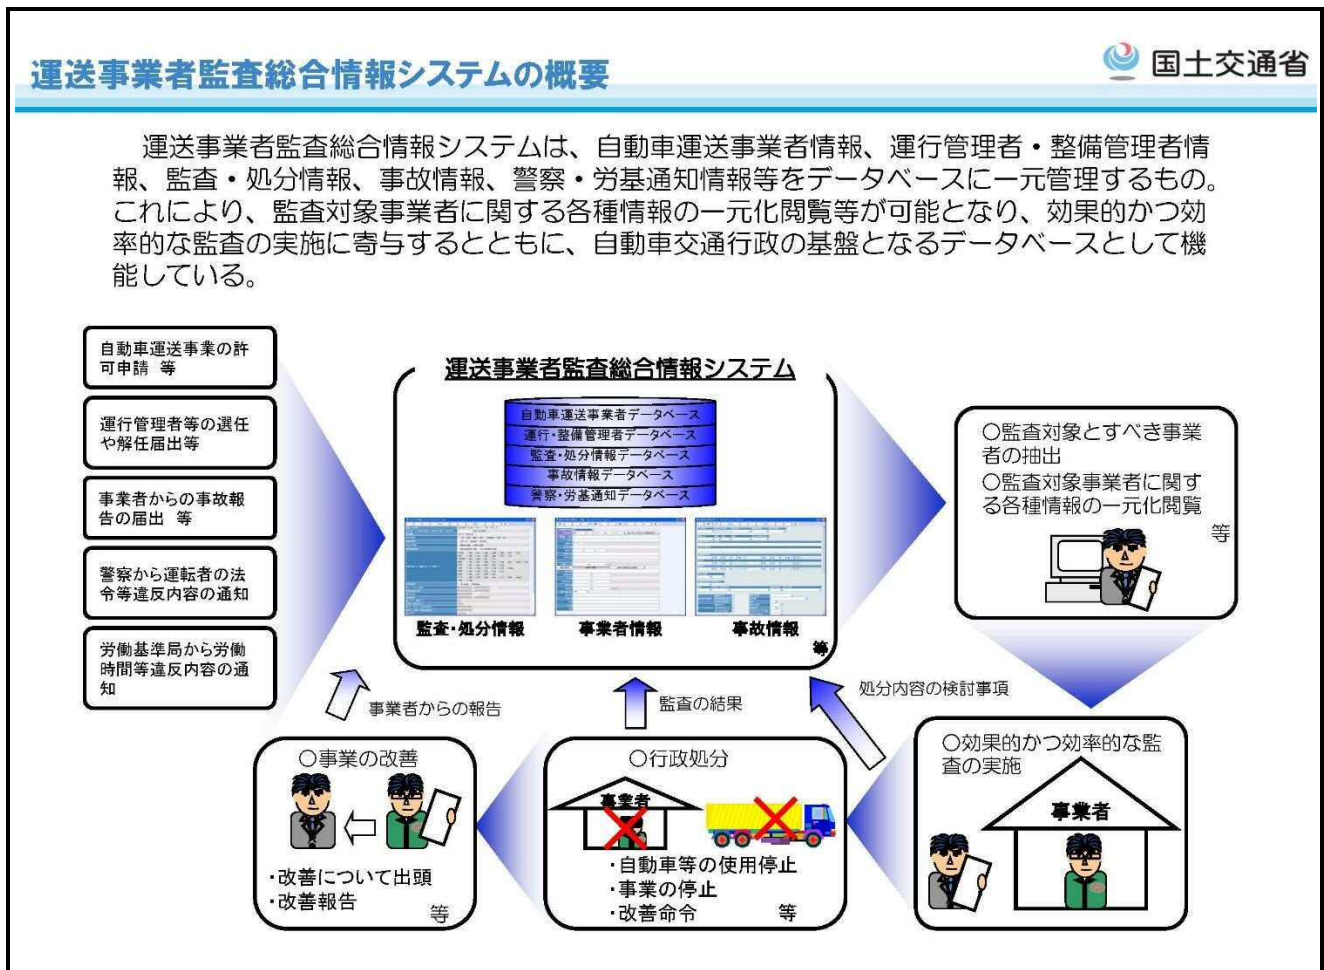 運送事業者監査総合情報システムの概要
国土交通省
運送事業者監査総合情報システムは、自動車運送事業者情報、運行管理者・整備管理者情
報、監査・処分情報、事故情報、警察・労基通知情報等をデータベースに一元管理するもの。
これにより、監査対象事業者に関する各種情報の一元化閲覧等が可能となり、効果的かつ効
率的な監査の実施に寄与するとともに、自動車交通行政の基盤となるデータベースとして機
能している。
自動車運送事業の許
可申請 等
運行管理者等の選任
や解任届出等
事業者からの事故報
告の届出 等
警察から運転者の法
令等違反内容の通知
労働基準局から労働
時間等違反内容の通
知
運送事業者監査総合情報システム
自動車運送事業者データベース
運行・整備管理者データベース
監査・処分情報データベース
事故情報データベース
警察・労基通知データベース
監査・処分情報
事業者情報
事故情報
等
〇監査対象とすべき事業
者の抽出
〇監査対象事業者に関す
る各種情報の一元化閲覧
等
事業者からの報告
監査の結果
処分内容の検討事項
〇事業の改善
・改善について出頭
・改善報告
等
〇行政処分
事業者
・自動車等の使用停止
・事業の停止
・改善命令
等
〇効果的かつ効率的な監
査の実施
事業者